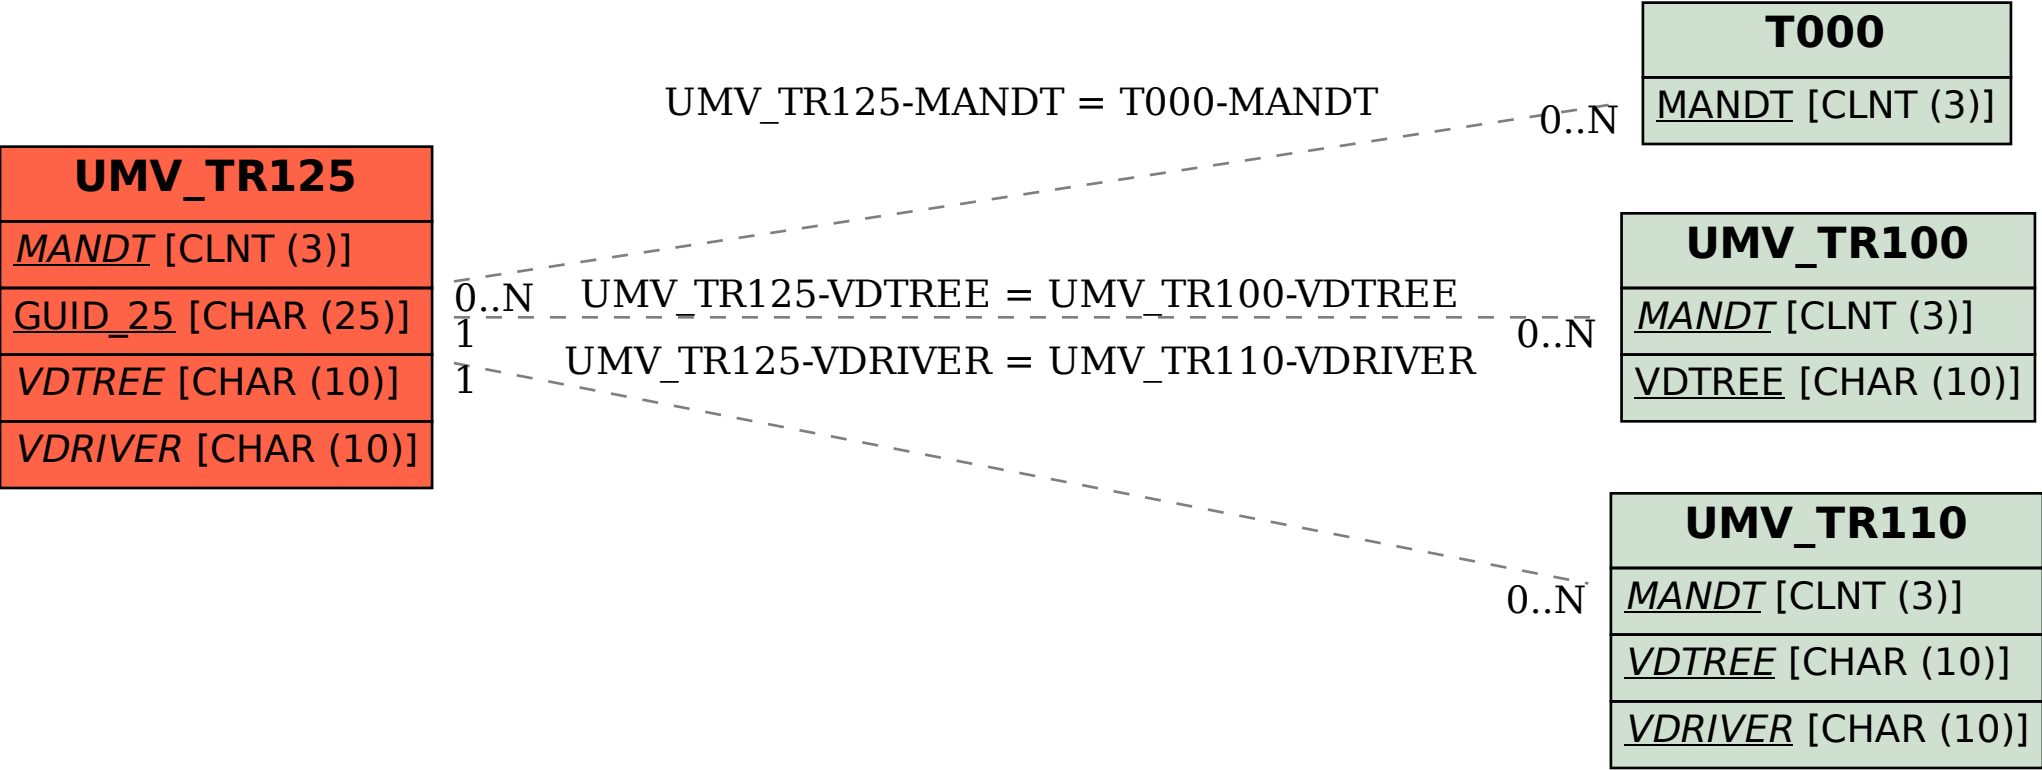 UMV_TR125
MANDT [CLNT (3)]
GUID_25 [CHAR (25)]
VDTREE [CHAR (10)]
VDRIVER [CHAR (10)]
UMV_TR125-MANDT = T000-MANDT
0..N
0..N
UMV_TR125-VDTREE = UMV_TR100-VDTREE
1
0..N
UMV_TR125-VDRIVER = UMV_TR110-VDRIVER
1
0..N
T000
MANDT [CLNT (3)]
UMV_TR100
MANDT [CLNT (3)]
VDTREE [CHAR (10)]
UMV_TR110
MANDT [CLNT (3)]
VDTREE [CHAR (10)]
VDRIVER [CHAR (10)]